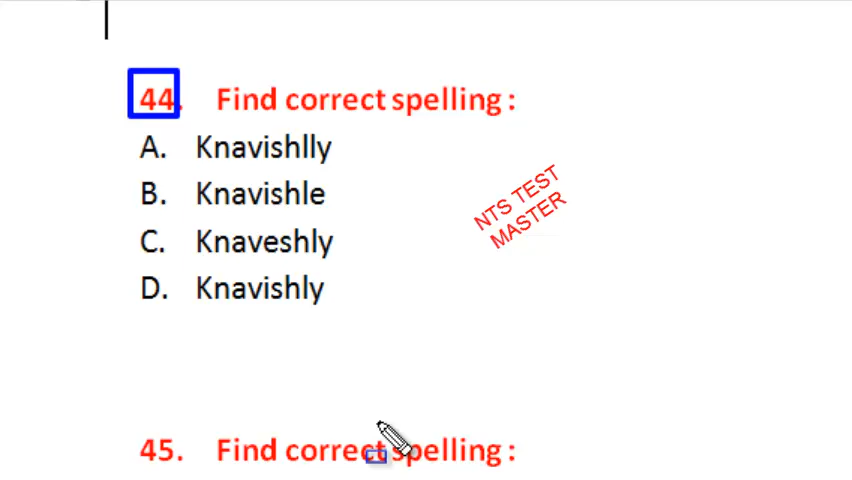 44. Find correct spelling :
A. Knavishlly
B. Knavishle
C. Knaveshly
D. Knavishly
NTS TEST
MASTER
45. Find correct spelling :